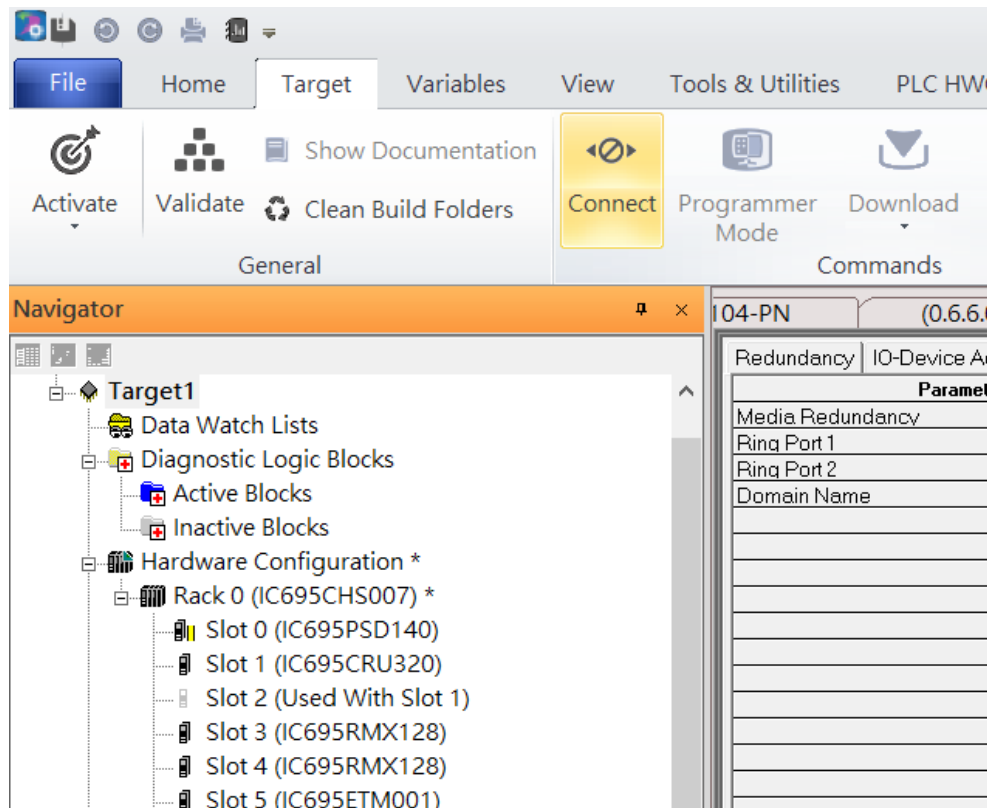 File Home Target Variables View Tools & Utilities PLC HW
Show Documentation
Activate Validate Clean Build Folders Connect Programmer Mode Download
General Commands
Navigator
Target1
Data Watch Lists
Diagnostic Logic Blocks
Active Blocks
Inactive Blocks
Hardware Configuration *
Rack 0 (IC695CHS007) *
Slot 0 (IC695PSD140)
Slot 1 (IC695CRU320)
Slot 2 (Used With Slot 1)
Slot 3 (IC695RMX128)
Slot 4 (IC695RMX128)
Slot 5 (IC695ETM001)
104-PN (0.6.6.
Redundancy IO-Device A
Paramet
Media Redundancy
Ring Port 1
Ring Port 2
Domain Name